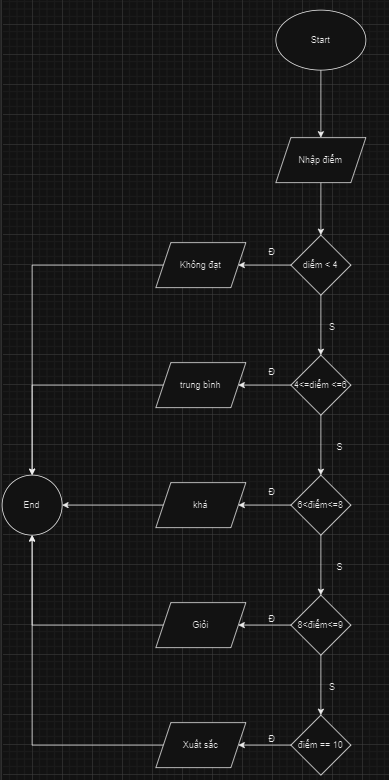 Start
Nhập điểm
điểm < 4
Đ
Không đạt
S
4<=điểm <=6
Đ
trung bình
S
6<điểm<=8
Đ
khá
End
S
8<điểm<=9
Đ
Giỏi
S
điểm == 10
Đ
Xuất sắc